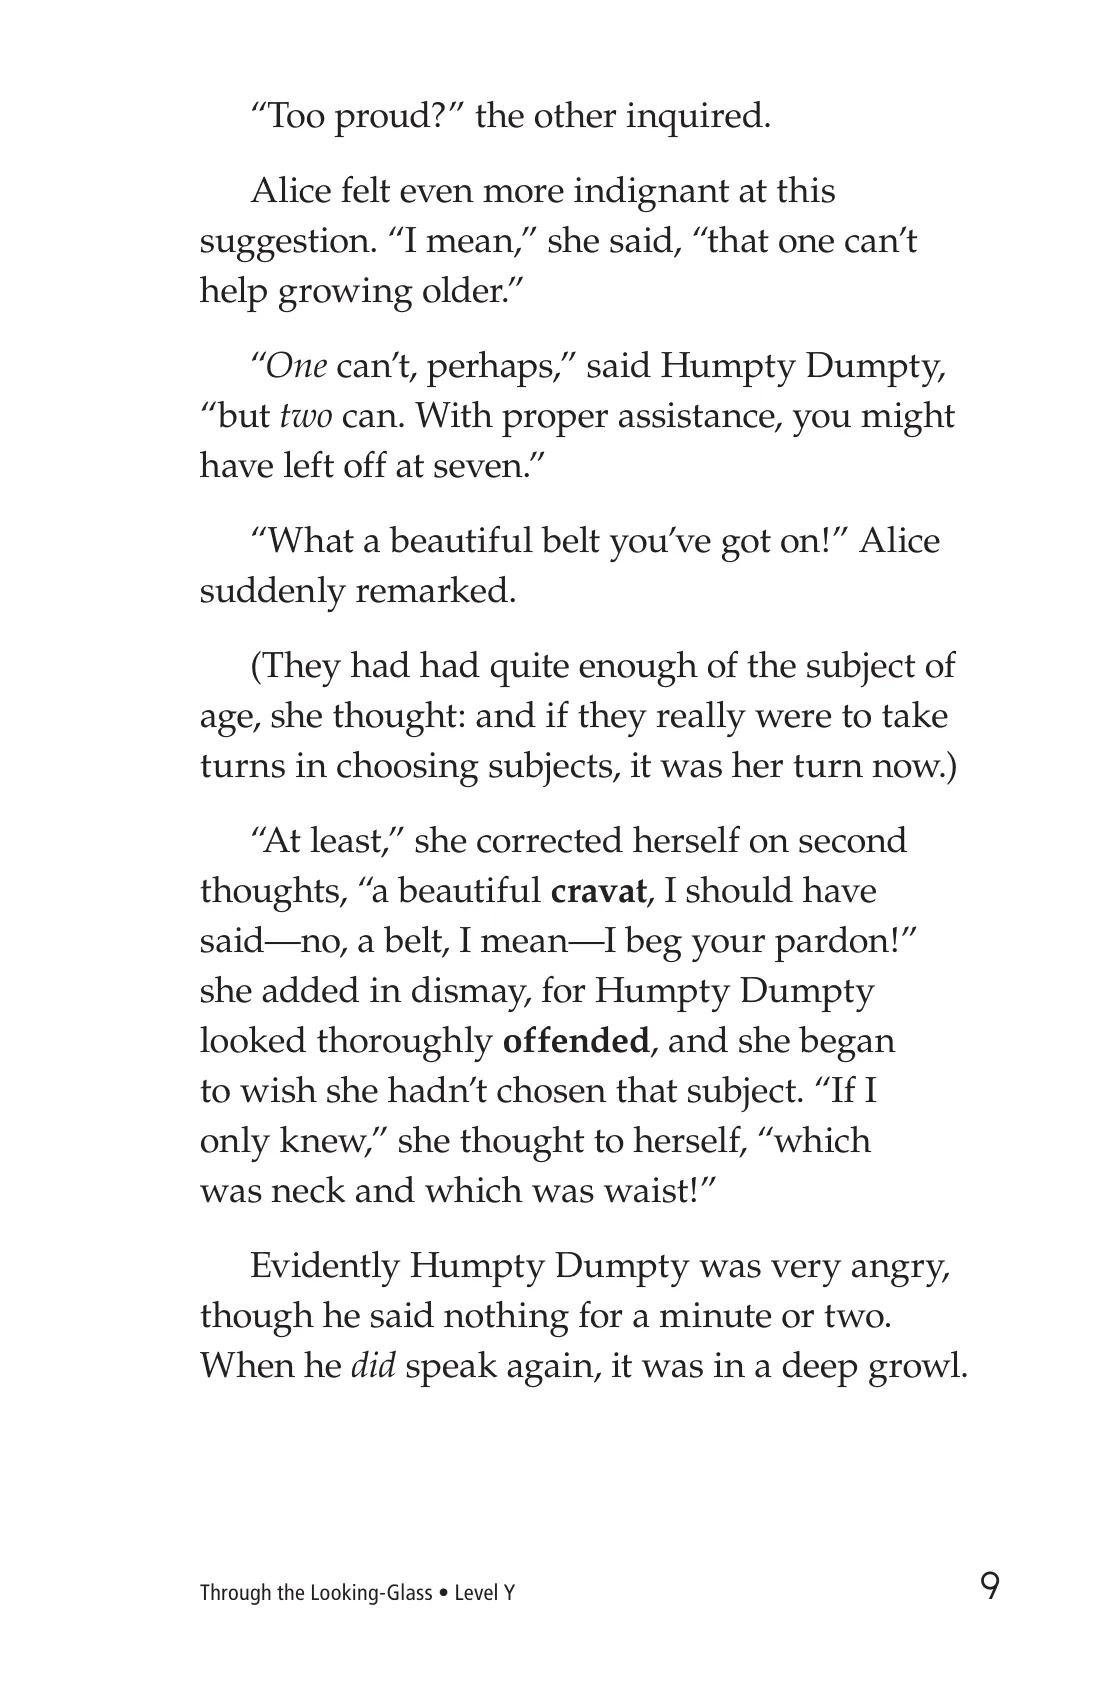 “Too proud?” the other inquired.
Alice felt even more indignant at this
suggestion. “I mean,” she said, “that one can’t
help growing older.”
“One can’t, perhaps,” said Humpty Dumpty,
“but two can. With proper assistance, you might
have left off at seven.”
“What a beautiful belt you’ve got on!” Alice
suddenly remarked.
(They had had quite enough of the subject of
age, she thought: and if they really were to take
turns in choosing subjects, it was her turn now.)
“At least,” she corrected herself on second
thoughts, “a beautiful cravat, I should have
said—no, a belt, I mean—I beg your pardon!”
she added in dismay, for Humpty Dumpty
looked thoroughly offended, and she began
to wish she hadn’t chosen that subject. “If I
only knew,” she thought to herself, “which
was neck and which was waist!”
Evidently Humpty Dumpty was very angry,
though he said nothing for a minute or two.
When he did speak again, it was in a deep growl.
Through the Looking-Glass • Level Y
9